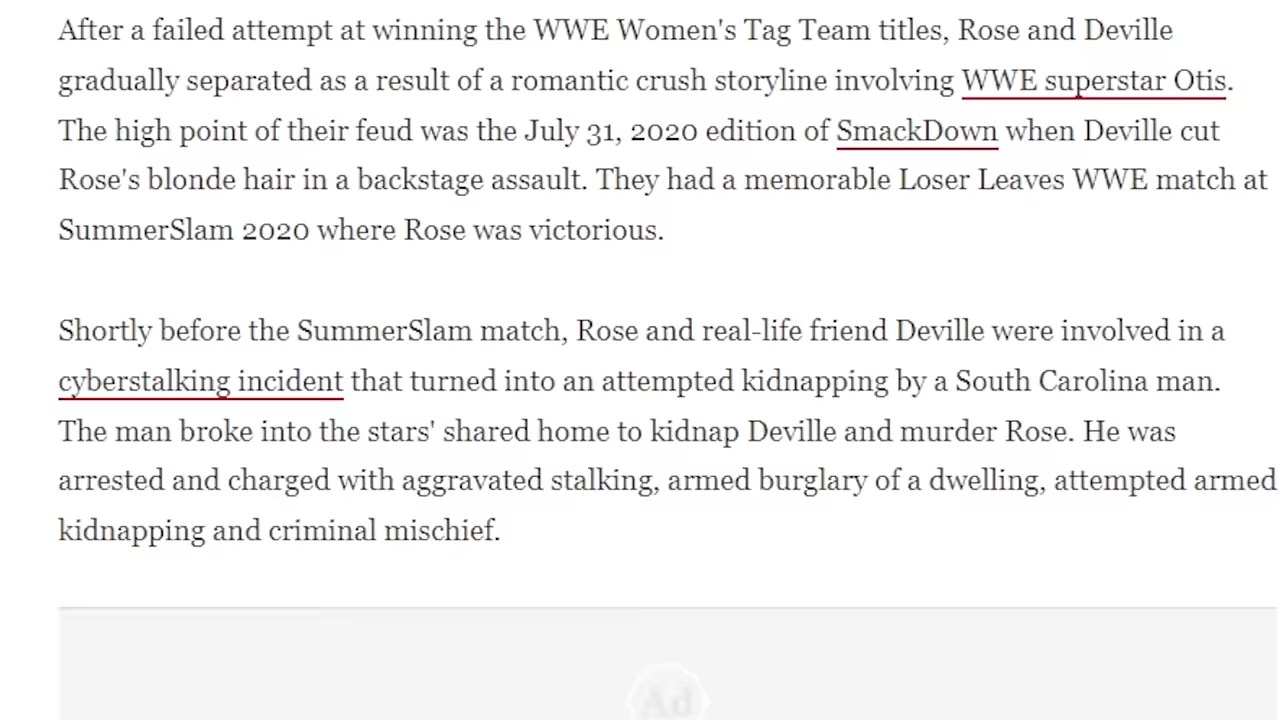 After a failed attempt at winning the WWE Women's Tag Team titles, Rose and Deville
gradually separated as a result of a romantic crush storyline involving WWE superstar Otis.
The high point of their feud was the July 31, 2020 edition of SmackDown when Deville cut
Rose's blonde hair in a backstage assault. They had a memorable Loser Leaves WWE match at
SummerSlam 2020 where Rose was victorious.
Shortly before the SummerSlam match, Rose and real-life friend Deville were involved in a
cyberstalking incident that turned into an attempted kidnapping by a South Carolina man.
The man broke into the stars' shared home to kidnap Deville and murder Rose. He was
arrested and charged with aggravated stalking, armed burglary of a dwelling, attempted armed
kidnapping and criminal mischief.
Ad